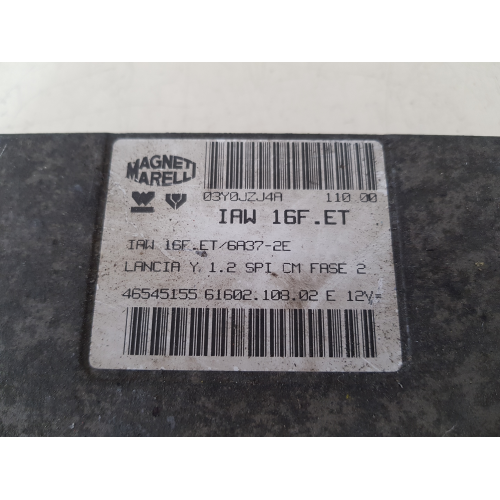 MAGNETI
MARELLI
03Y0JZJ4A 110 00
IAW 16F.ET
IAW 16F.ET/6A37-2E
LANCIA Y 1.2 SPI CM FASE 2
46545155 61602.108.02 E 12V=